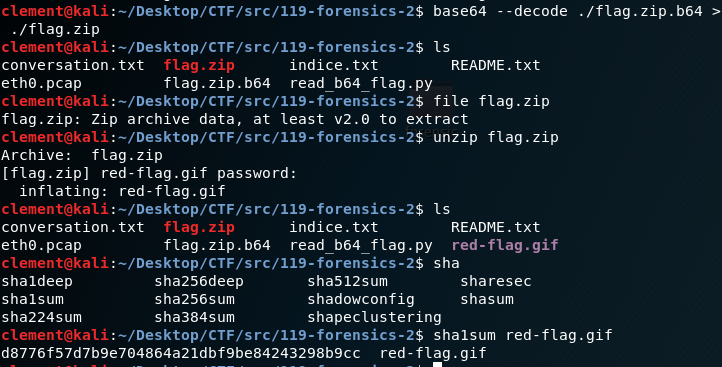 clement@kali:~/Desktop/CTF/src/119-forensics-2$ base64 --decode ./flag.zip.b64 >
 ./flag.zip
clement@kali:~/Desktop/CTF/src/119-forensics-2$ ls
conversation.txt  flag.zip      indice.txt        README.txt
eth0.pcap         flag.zip.b64  read_b64_flag.py
clement@kali:~/Desktop/CTF/src/119-forensics-2$ file flag.zip
flag.zip: Zip archive data, at least v2.0 to extract
clement@kali:~/Desktop/CTF/src/119-forensics-2$ unzip flag.zip
Archive:  flag.zip
[flag.zip] red-flag.gif password:
  inflating: red-flag.gif
clement@kali:~/Desktop/CTF/src/119-forensics-2$ ls
conversation.txt  flag.zip      indice.txt        README.txt
eth0.pcap         flag.zip.b64  read_b64_flag.py  red-flag.gif
clement@kali:~/Desktop/CTF/src/119-forensics-2$ sha
sha1deep         sha256deep       sha512sum        sharesec
sha1sum          sha256sum        shadowconfig     shasum
sha224sum        sha384sum        shapeclustering
clement@kali:~/Desktop/CTF/src/119-forensics-2$ sha1sum red-flag.gif
d8776f57d7b9e704864a21dbf9be84243298b9cc  red-flag.gif